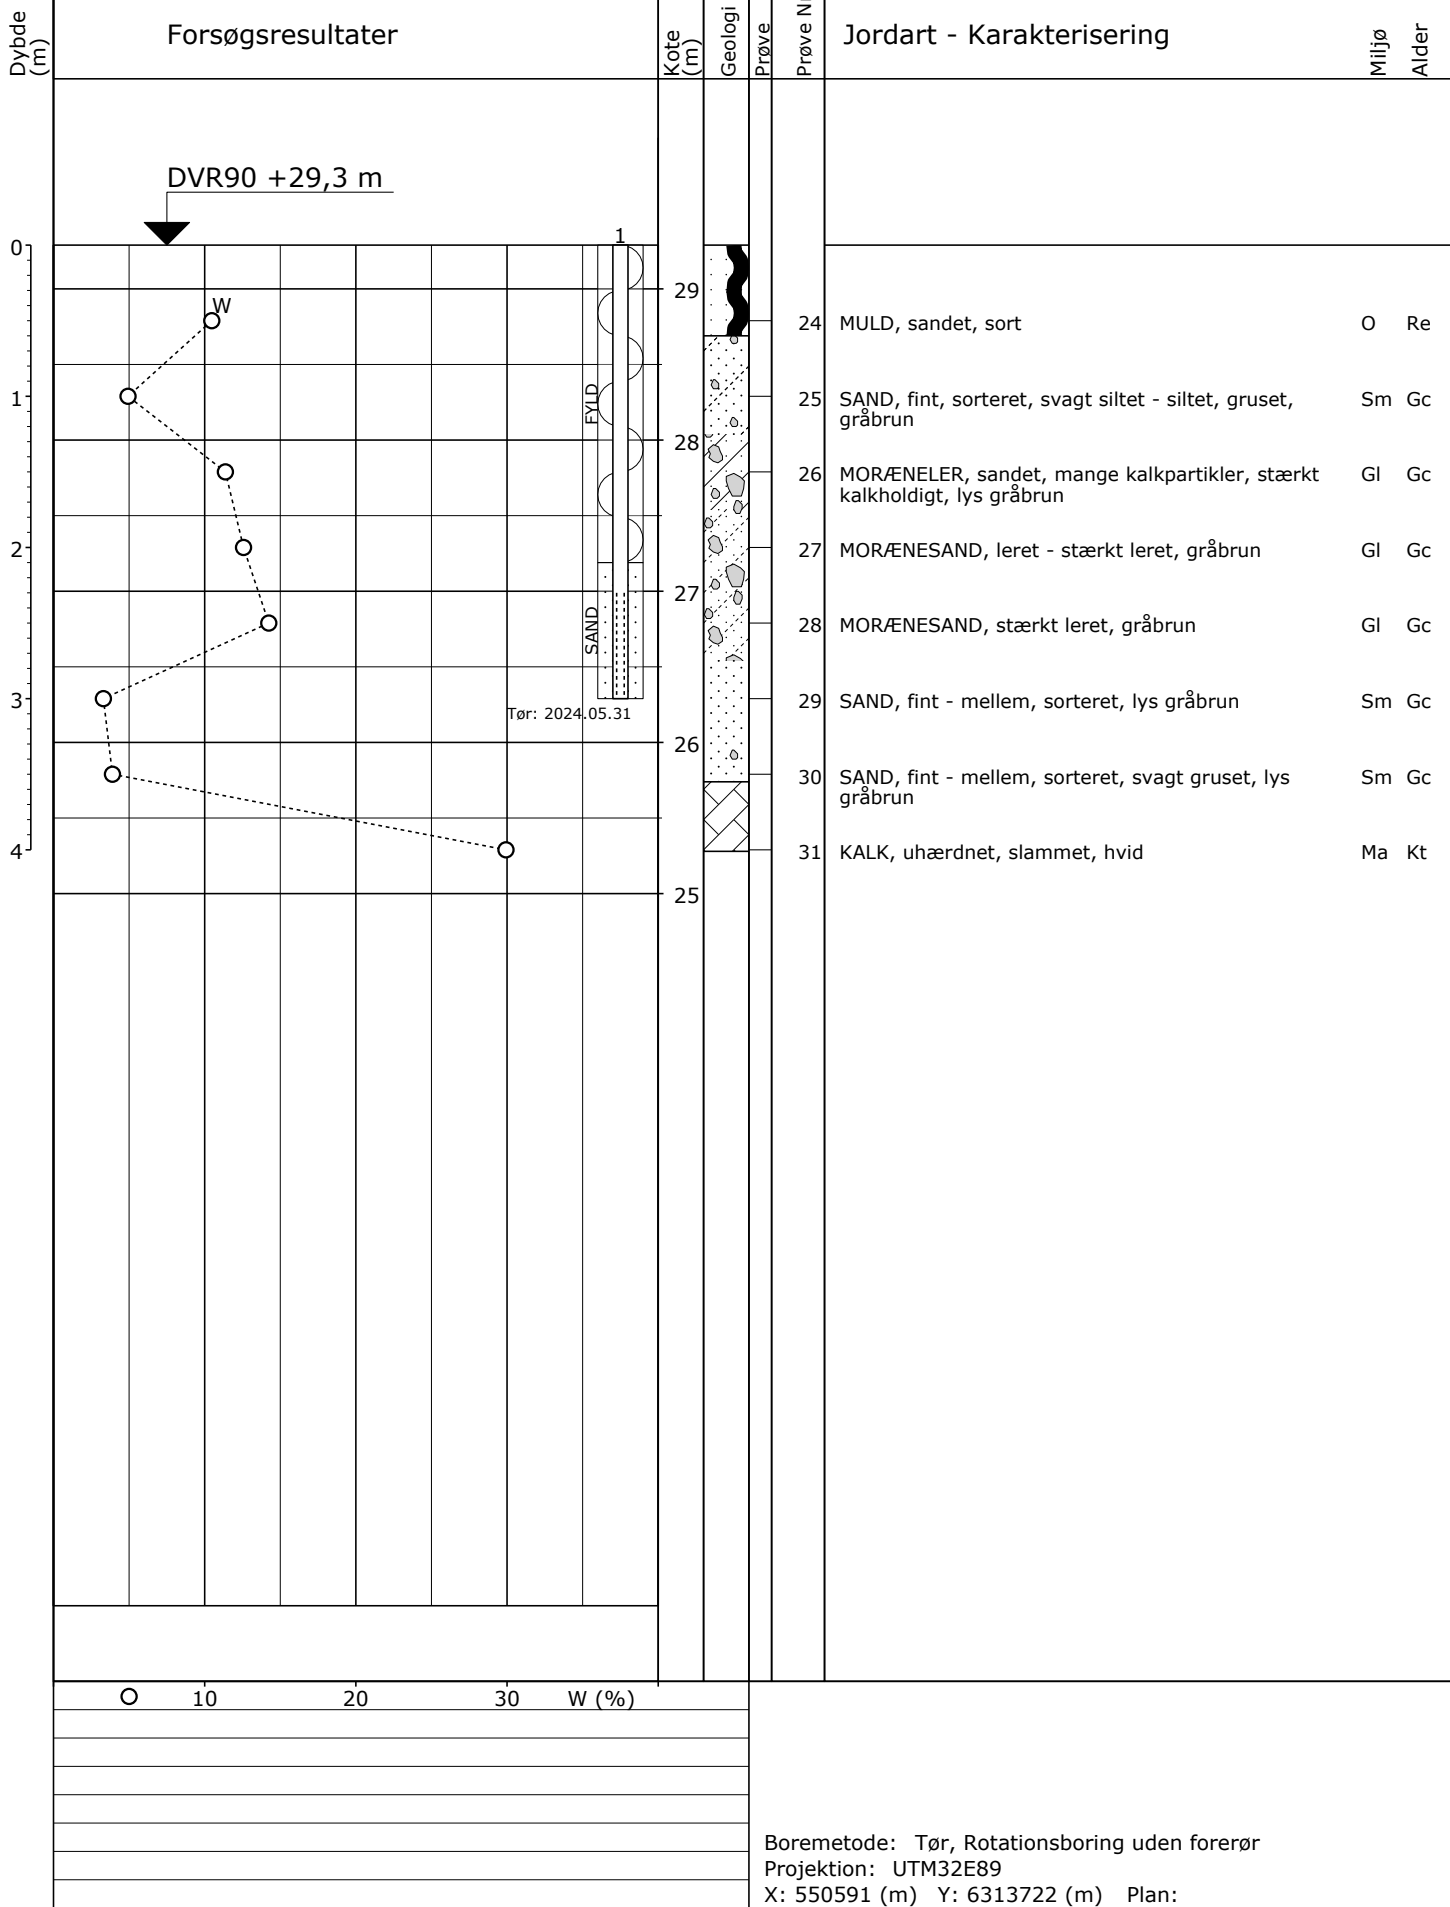 Dybde (m)
Forsøgsresultater
Kote (m)
Geologi
Prøve
Prøve Nr
Jordart - Karakterisering
Miljø
Alder
DVR90 +29,3 m
0
1
2
3
4
W
1
FYLD
SAND
Tør: 2024.05.31
29
28
27
26
25
24 MULD, sandet, sort O Re
25 SAND, fint, sorteret, svagt siltet - siltet, gruset, Sm Gc
gråbrun
26 MORÆNELER, sandet, mange kalkpartikler, stærkt Gl Gc
kalkholdigt, lys gråbrun
27 MORÆNESAND, leret - stærkt leret, gråbrun Gl Gc
28 MORÆNESAND, stærkt leret, gråbrun Gl Gc
29 SAND, fint - mellem, sorteret, lys gråbrun Sm Gc
30 SAND, fint - mellem, sorteret, svagt gruset, lys Sm Gc
gråbrun
31 KALK, uhærdnet, slammet, hvid Ma Kt
10 20 30 W (%)
Boremetode: Tør, Rotationsboring uden forerør
Projektion: UTM32E89
X: 550591 (m) Y: 6313722 (m) Plan: